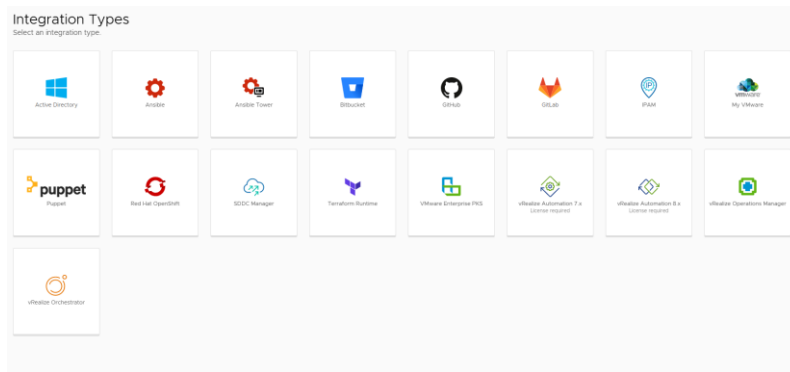 Integration Types
Select an integration type:
Active Directory
Ansible
Ansible Tower
Bitbucket
GitHub
GitLab
IP
IPAM
vmware
My VMware
puppet
Puppet
Red Hat OpenShift
SDDC Manager
Terraform Runtime
VMware Enterprise PKS
vRealize Automation 7.x
License required
vRealize Automation 8.x
License required
vRealize Operations Manager
vRealize Orchestrator